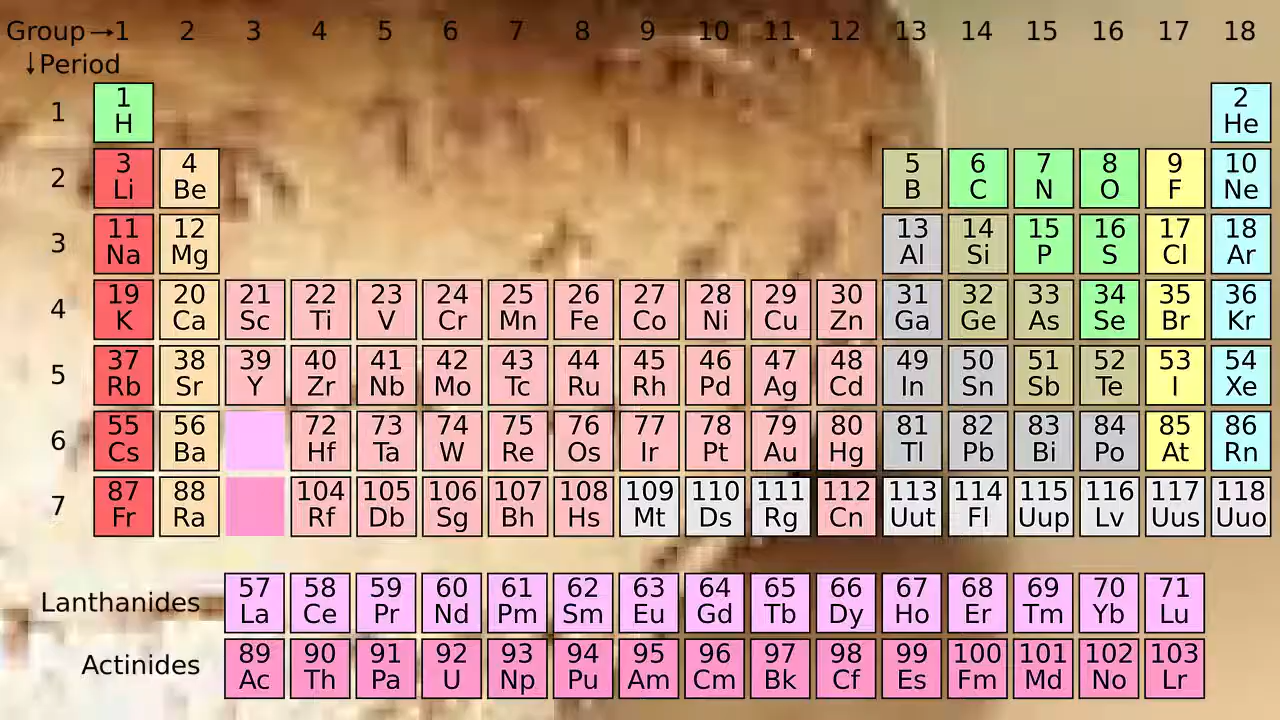 Group→1 2 3 4 5 6 7 8 9 10 11 12 13 14 15 16 17 18
↓Period
1 1 H 2 He
2 3 Li 4 Be 5 B 6 C 7 N 8 O 9 F 10 Ne
3 11 Na 12 Mg 13 Al 14 Si 15 P 16 S 17 Cl 18 Ar
4 19 K 20 Ca 21 Sc 22 Ti 23 V 24 Cr 25 Mn 26 Fe 27 Co 28 Ni 29 Cu 30 Zn 31 Ga 32 Ge 33 As 34 Se 35 Br 36 Kr
5 37 Rb 38 Sr 39 Y 40 Zr 41 Nb 42 Mo 43 Tc 44 Ru 45 Rh 46 Pd 47 Ag 48 Cd 49 In 50 Sn 51 Sb 52 Te 53 I 54 Xe
6 55 Cs 56 Ba 72 Hf 73 Ta 74 W 75 Re 76 Os 77 Ir 78 Pt 79 Au 80 Hg 81 Tl 82 Pb 83 Bi 84 Po 85 At 86 Rn
7 87 Fr 88 Ra 104 Rf 105 Db 106 Sg 107 Bh 108 Hs 109 Mt 110 Ds 111 Rg 112 Cn 113 Uut 114 Fl 115 Uup 116 Lv 117 Uus 118 Uuo
Lanthanides 57 La 58 Ce 59 Pr 60 Nd 61 Pm 62 Sm 63 Eu 64 Gd 65 Tb 66 Dy 67 Ho 68 Er 69 Tm 70 Yb 71 Lu
Actinides 89 Ac 90 Th 91 Pa 92 U 93 Np 94 Pu 95 Am 96 Cm 97 Bk 98 Cf 99 Es 100 Fm 101 Md 102 No 103 Lr